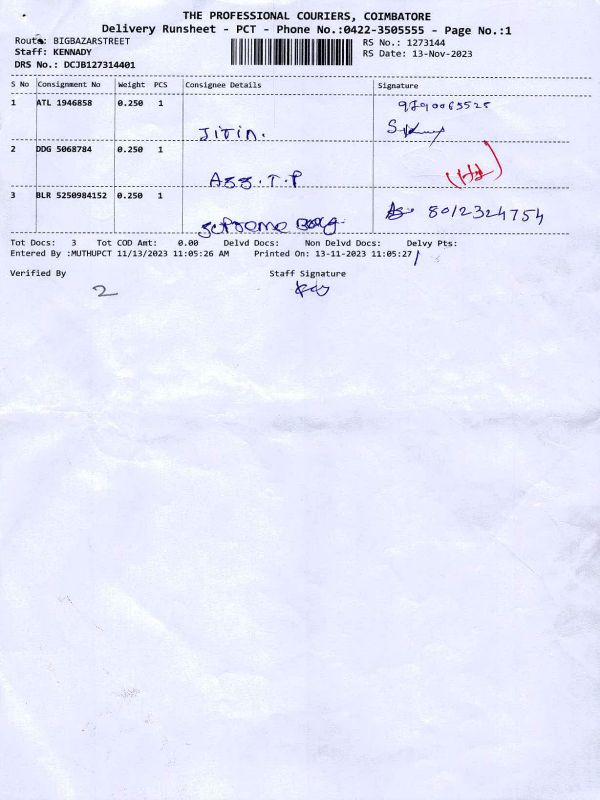 THE PROFESSIONAL COURIERS, COIMBATORE
Delivery Runsheet - PCT - Phone No.:0422-3505555 - Page No.:1
Route: BIGBAZARSTREET
RS No.: 1273144
Staff: KENNADY
RS Date: 13-Nov-2023
DRS No.: DCJB127314401
S No Consignment No Weight PCS Consignee Details Signature
1 ATL 1946858 0.250 1
Jitin.
2 DDG 5068784 0.250 1
3 BLR 5250984152 0.250 1 8012324754
Tot Docs: 3 Tot COD Amt: 0.00 Delvd Docs: Non Delvd Docs: Delvy Pts:
Entered By :MUTHUPCT 11/13/2023 11:05:26 AM Printed On: 13-11-2023 11:05:27
Verified By Staff Signature
2